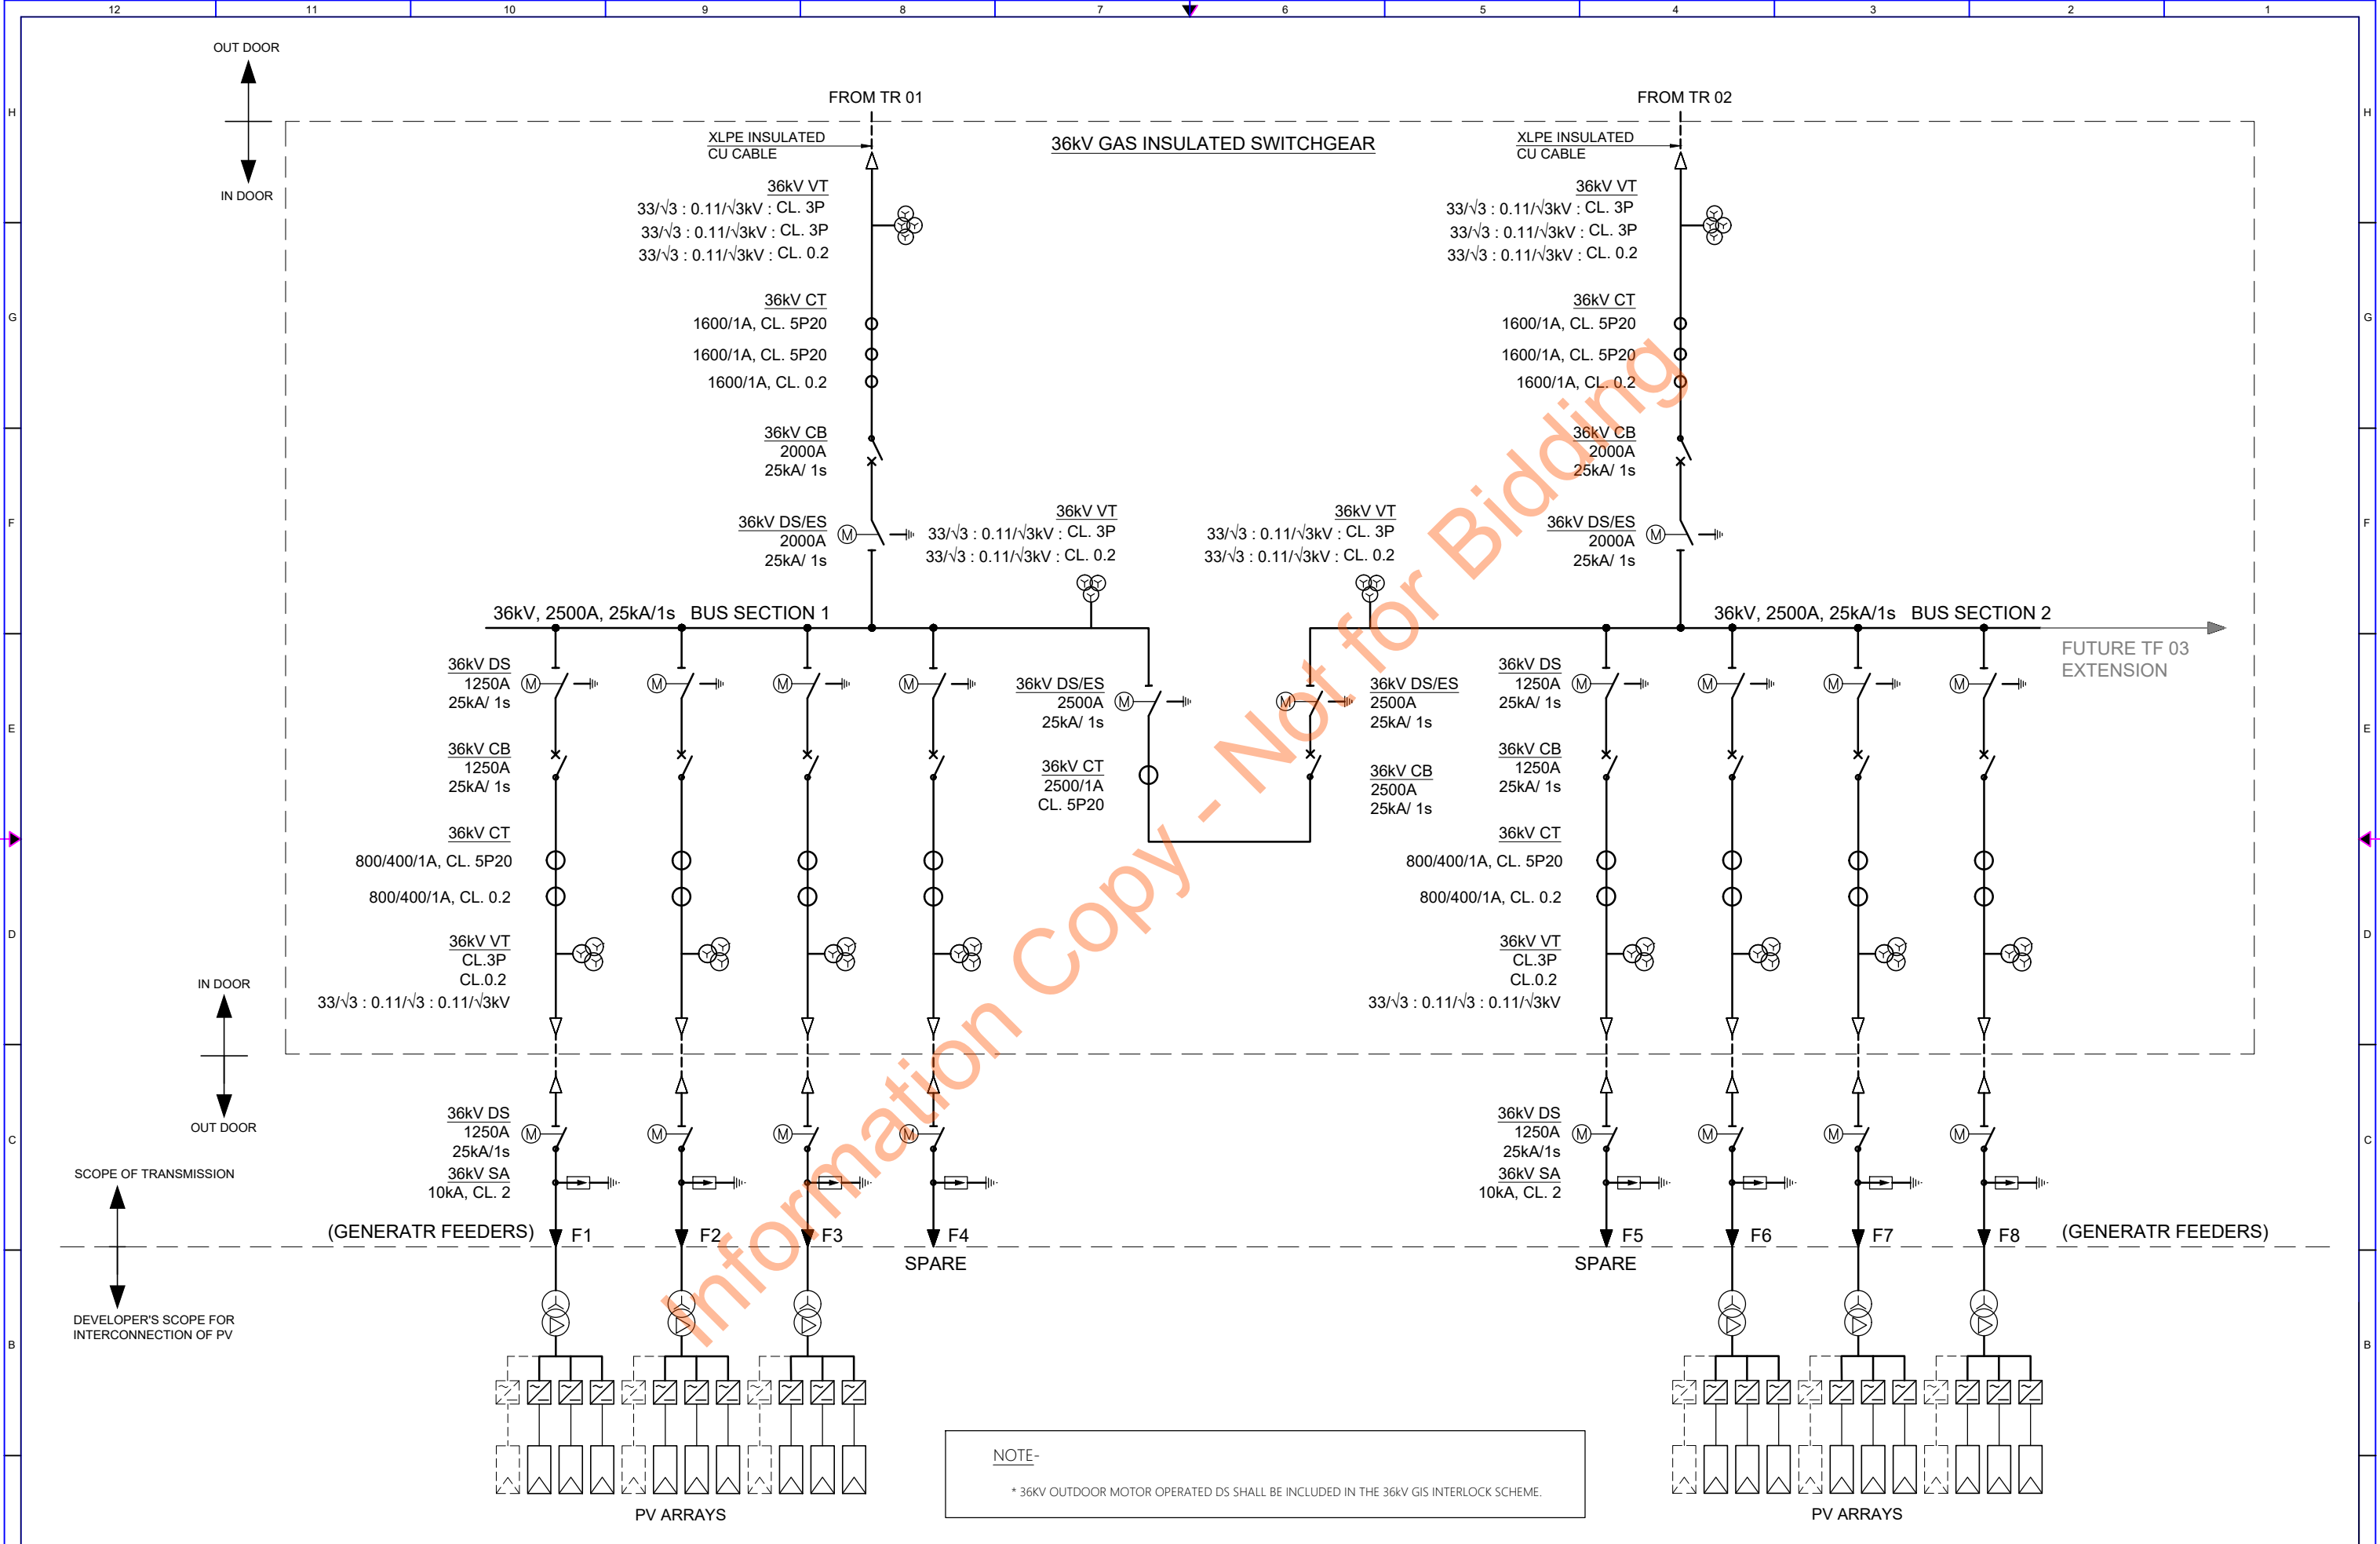 12 11 10 9 8 7 6 5 4 3 2 1
OUT DOOR
IN DOOR
H
H
FROM TR 01
FROM TR 02
XLPE INSULATED
CU CABLE
36kV GAS INSULATED SWITCHGEAR
XLPE INSULATED
CU CABLE
36kV VT
33/√3 : 0.11/√3kV : CL. 3P
33/√3 : 0.11/√3kV : CL. 3P
33/√3 : 0.11/√3kV : CL. 0.2
36kV VT
33/√3 : 0.11/√3kV : CL. 3P
33/√3 : 0.11/√3kV : CL. 3P
33/√3 : 0.11/√3kV : CL. 0.2
G
G
36kV CT
1600/1A, CL. 5P20
1600/1A, CL. 5P20
1600/1A, CL. 0.2
36kV CT
1600/1A, CL. 5P20
1600/1A, CL. 5P20
1600/1A, CL. 0.2
36kV CB
2000A
25kA/ 1s
36kV CB
2000A
25kA/ 1s
F
F
36kV DS/ES
2000A
25kA/ 1s
M
36kV VT
33/√3 : 0.11/√3kV : CL. 3P
33/√3 : 0.11/√3kV : CL. 0.2
36kV VT
33/√3 : 0.11/√3kV : CL. 3P
33/√3 : 0.11/√3kV : CL. 0.2
36kV DS/ES
2000A
25kA/ 1s
M
36kV, 2500A, 25kA/1s BUS SECTION 1
36kV, 2500A, 25kA/1s BUS SECTION 2
FUTURE TF 03
EXTENSION
E
E
36kV DS
1250A
25kA/ 1s
M M M M
36kV DS/ES
2500A
25kA/ 1s
M
M
36kV DS/ES
2500A
25kA/ 1s
36kV DS
1250A
25kA/ 1s
M M M M
36kV CB
1250A
25kA/ 1s
36kV CT
2500/1A
CL. 5P20
36kV CB
2500A
25kA/ 1s
36kV CB
1250A
25kA/ 1s
36kV CT
800/400/1A, CL. 5P20
800/400/1A, CL. 0.2
36kV CT
800/400/1A, CL. 5P20
800/400/1A, CL. 0.2
D
D
36kV VT
CL.3P
CL.0.2
33/√3 : 0.11/√3 : 0.11/√3kV
36kV VT
CL.3P
CL.0.2
33/√3 : 0.11/√3 : 0.11/√3kV
IN DOOR
OUT DOOR
C
C
36kV DS
1250A
25kA/1s
M M M M
36kV SA
10kA, CL. 2
36kV DS
1250A
25kA/1s
M M M M
36kV SA
10kA, CL. 2
SCOPE OF TRANSMISSION
DEVELOPER'S SCOPE FOR
INTERCONNECTION OF PV
(GENERATR FEEDERS) F1 F2 F3 F4
F5 F6 F7 F8 (GENERATR FEEDERS)
SPARE
SPARE
B
B
PV ARRAYS
PV ARRAYS
NOTE-
* 36KV OUTDOOR MOTOR OPERATED DS SHALL BE INCLUDED IN THE 36kV GIS INTERLOCK SCHEME.
Information Copy - Not for Bidding